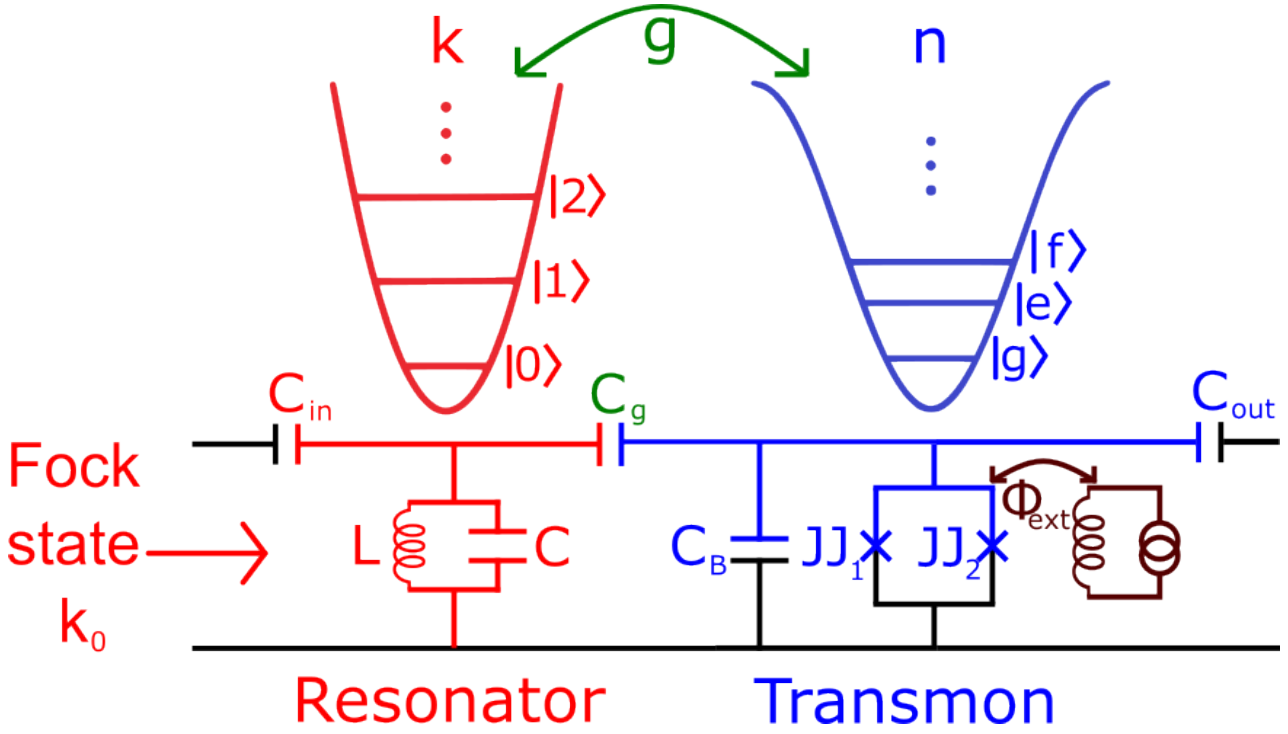 k
g
n
|2⟩
|1⟩
|0⟩
|f⟩
|e⟩
|g⟩
C_in
C_g
C_out
Fock
state
k_0
L
C
C_B
JJ_1
JJ_2
Φ_ext
Resonator
Transmon